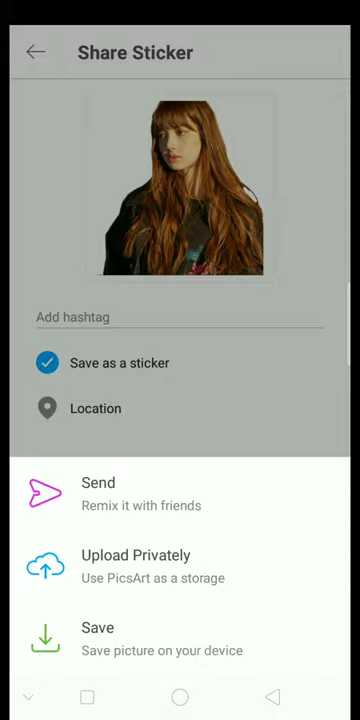 Share Sticker
Add hashtag
Save as a sticker
Location
Send
Remix it with friends
Upload Privately
Use PicsArt as a storage
Save
Save picture on your device